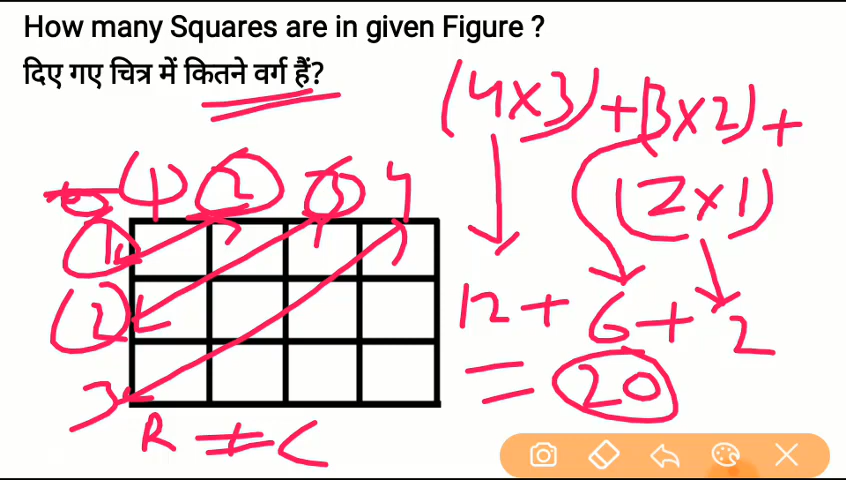 How many Squares are in given Figure ?
दिए गए चित्र में कितने वर्ग हैं?
(4×3)+(3×2)+
(2×1)
1 2 3 4
1
2
3
12+6+2
=20
R ≠ C